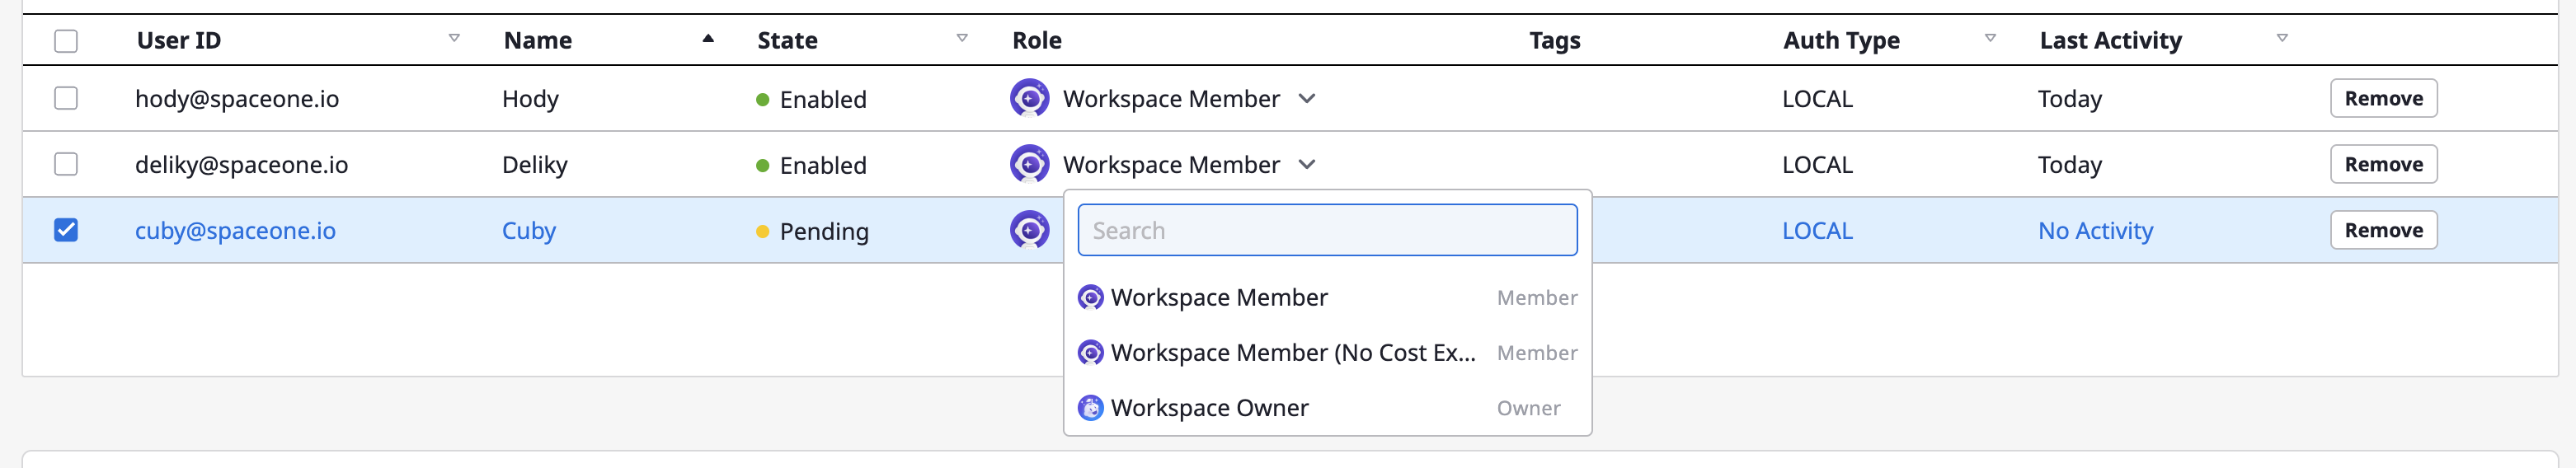 User ID Name State Role Tags Auth Type Last Activity
hody@spaceone.io Hody Enabled Workspace Member LOCAL Today Remove
deliky@spaceone.io Deliky Enabled Workspace Member LOCAL Today Remove
cuby@spaceone.io Cuby Pending Search LOCAL No Activity Remove
Workspace Member Member
Workspace Member (No Cost Ex... Member
Workspace Owner Owner